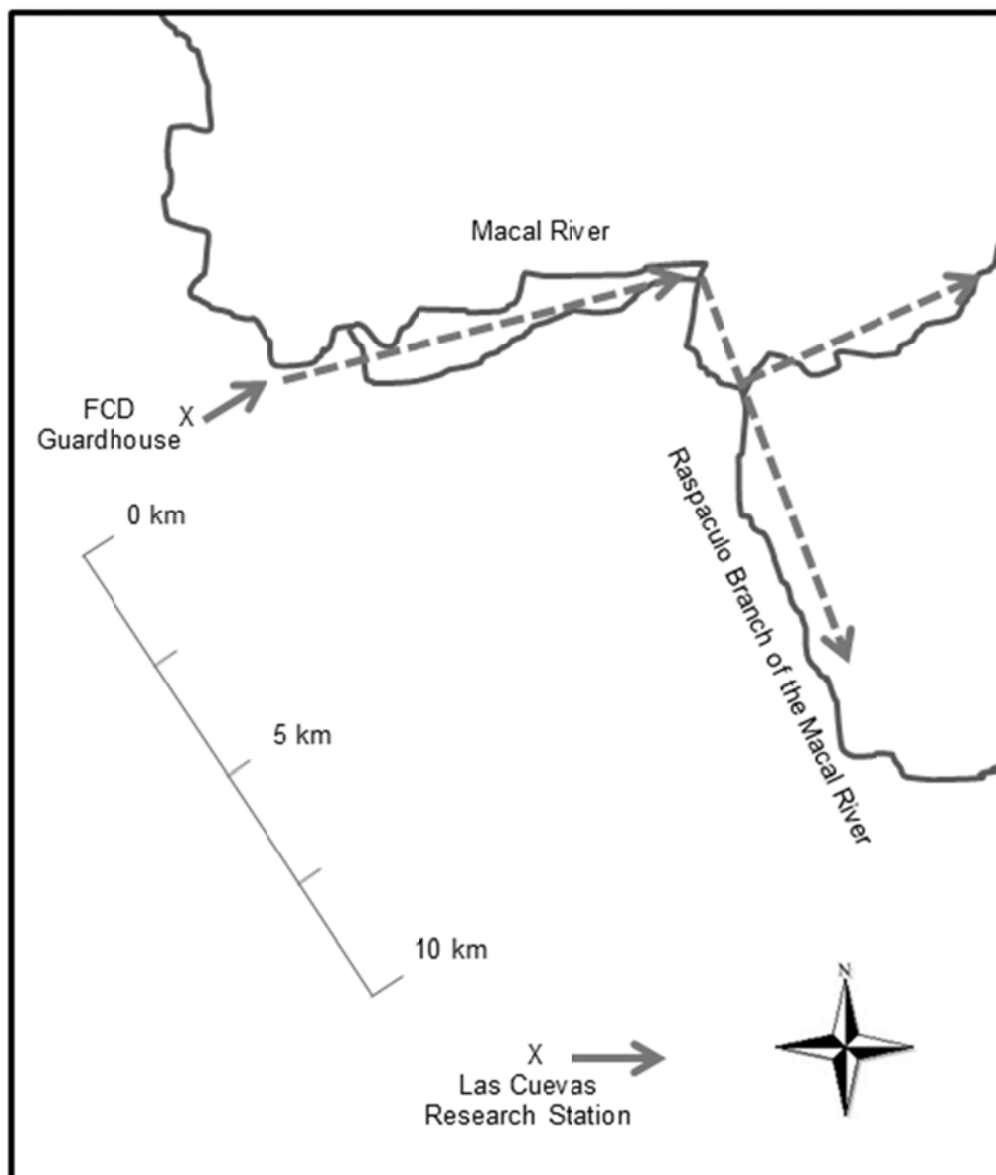 Macal River
FCD
Guardhouse
X
0 km
5 km
10 km
Raspaculo Branch of the Macal River
N
X
Las Cuevas
Research Station